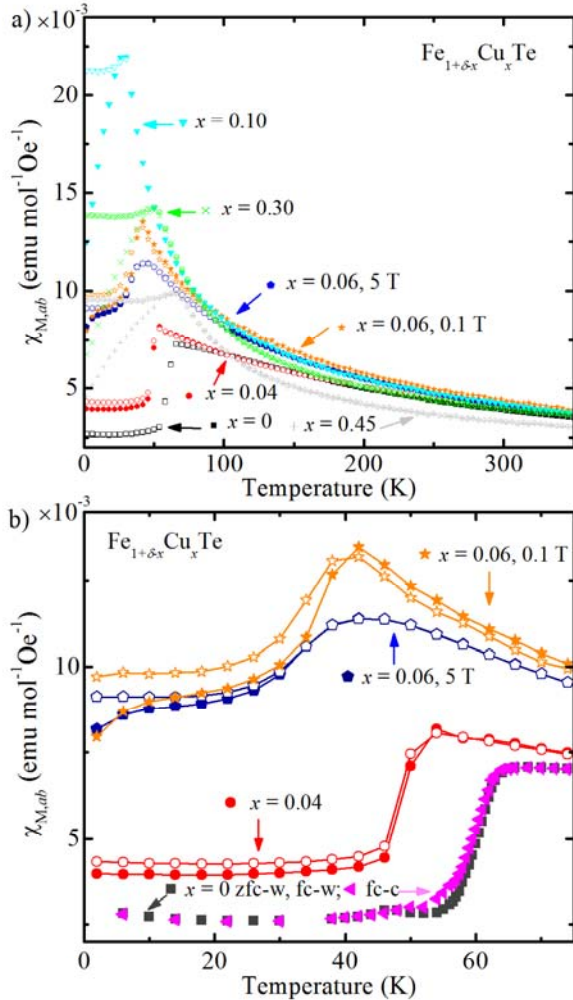 a)
×10⁻³
Fe₁₊δ₋ₓCuₓTe
20
15
10
5
χM,ab (emu mol⁻¹Oe⁻¹)
x = 0.10
x = 0.30
x = 0.06, 5 T
x = 0.06, 0.1 T
x = 0.04
x = 0
x = 0.45
0 100 200 300
Temperature (K)
b)
×10⁻³
Fe₁₊δ₋ₓCuₓTe
10
5
χM,ab (emu mol⁻¹Oe⁻¹)
x = 0.06, 0.1 T
x = 0.06, 5 T
x = 0.04
x = 0 zfc-w, fc-w; fc-c
0 20 40 60
Temperature (K)